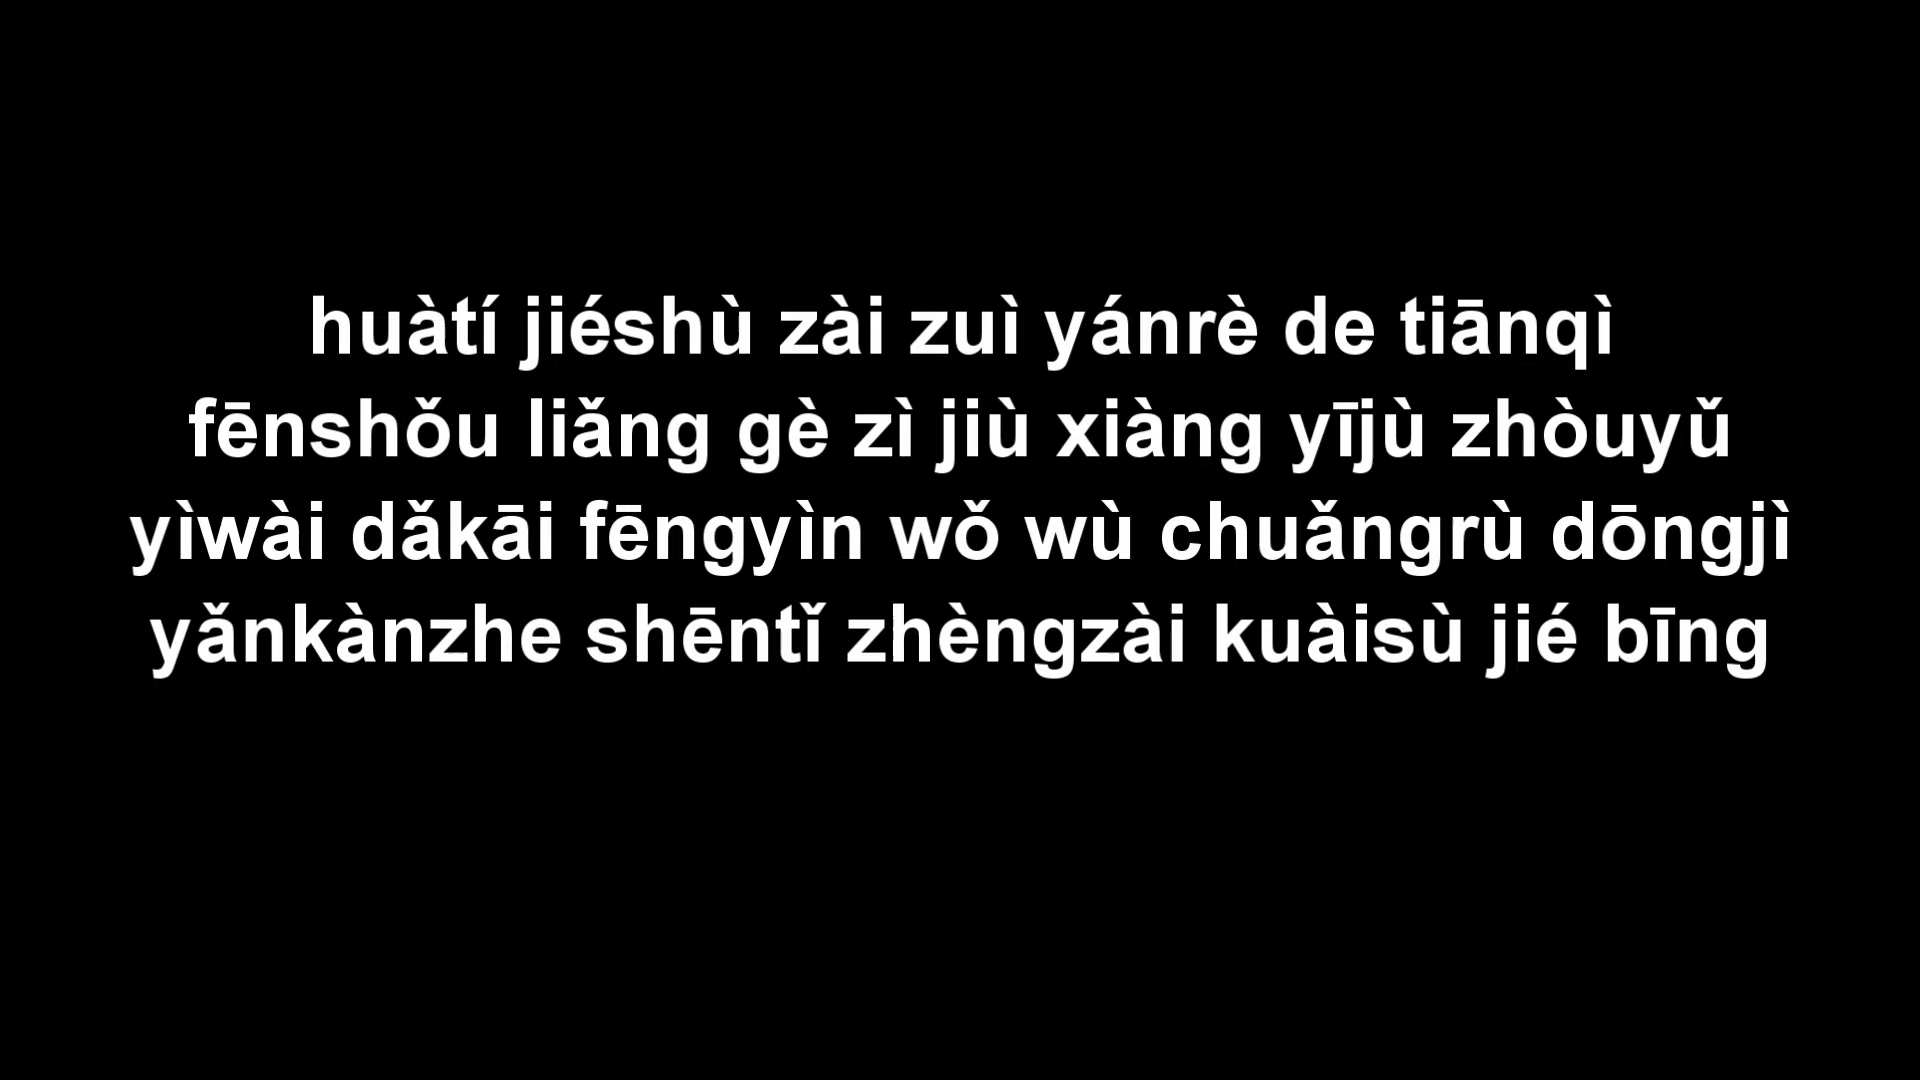 huàtí jiéshù zài zuì yánrè de tiānqì
fēnshǒu liǎng gè zì jiù xiàng yījù zhòuyǔ
yìwài dǎkāi fēngyìn wǒ wù chuǎngrù dōngjì
yǎnkànzhe shēntǐ zhèngzài kuàisù jié bīng